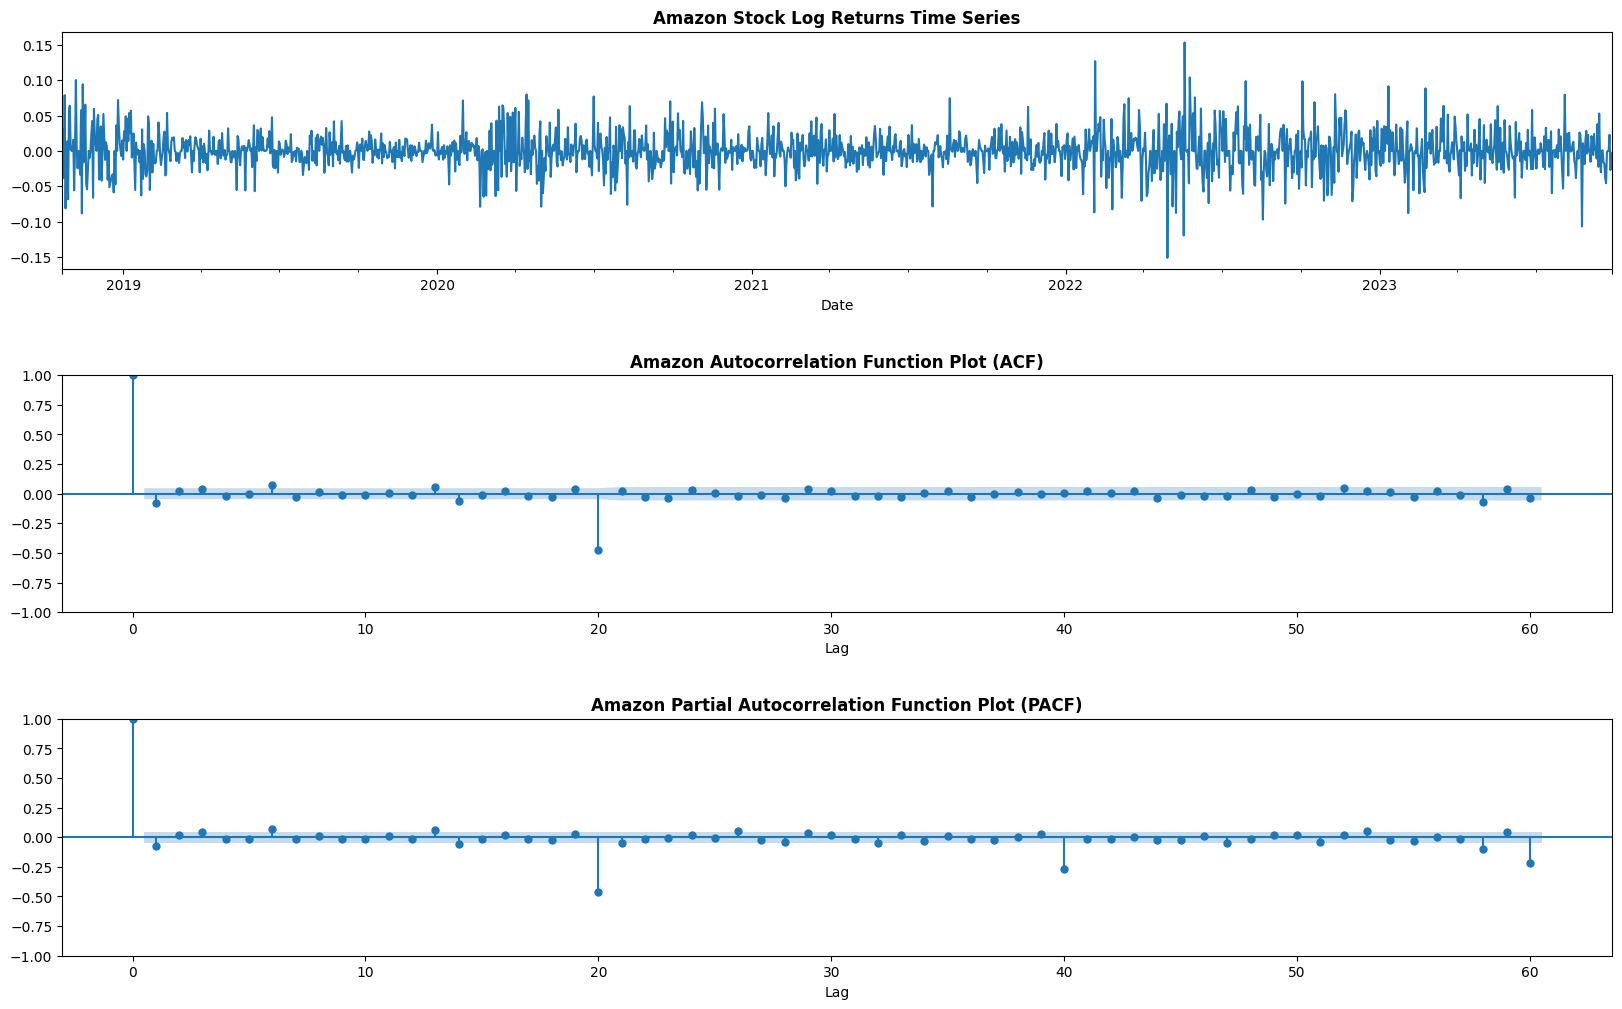 Amazon Stock Log Returns Time Series
0.15
0.10
0.05
0.00
−0.05
−0.10
−0.15
2019 2020 2021 2022 2023
Date
Amazon Autocorrelation Function Plot (ACF)
1.00
0.75
0.50
0.25
0.00
−0.25
−0.50
−0.75
−1.00
0 10 20 30 40 50 60
Lag
Amazon Partial Autocorrelation Function Plot (PACF)
1.00
0.75
0.50
0.25
0.00
−0.25
−0.50
−0.75
−1.00
0 10 20 30 40 50 60
Lag